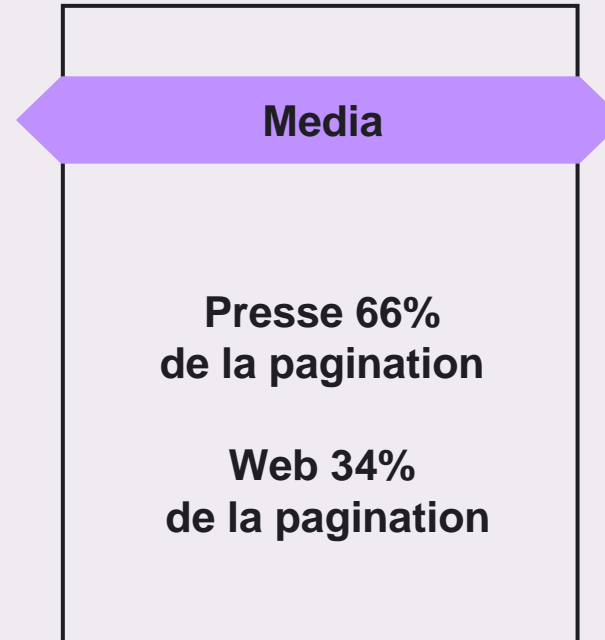 Media
Presse 66%
de la pagination
Web 34%
de la pagination